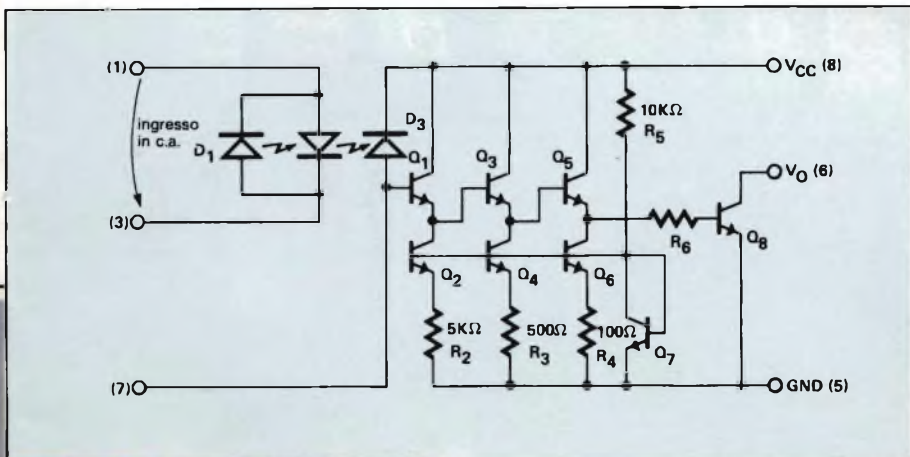 (1)
ingresso
in c.a.
D1
(3)
(7)
D3
Q1
Q3
Q5
Q2
Q4
Q6
5KΩ
R2
500Ω
R3
100Ω
R4
10KΩ
R5
R6
Q7
Q8
VCC (8)
VO (6)
GND (5)